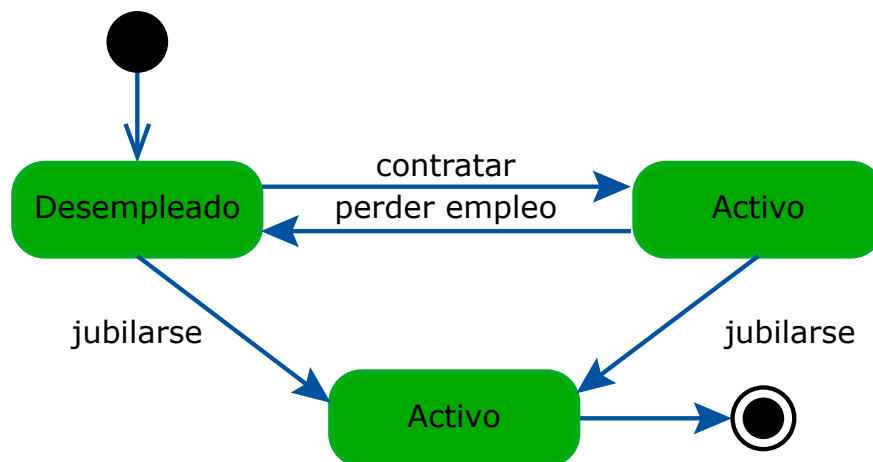 contratar
Desempleado
perder empleo
Activo
jubilarse
jubilarse
Activo